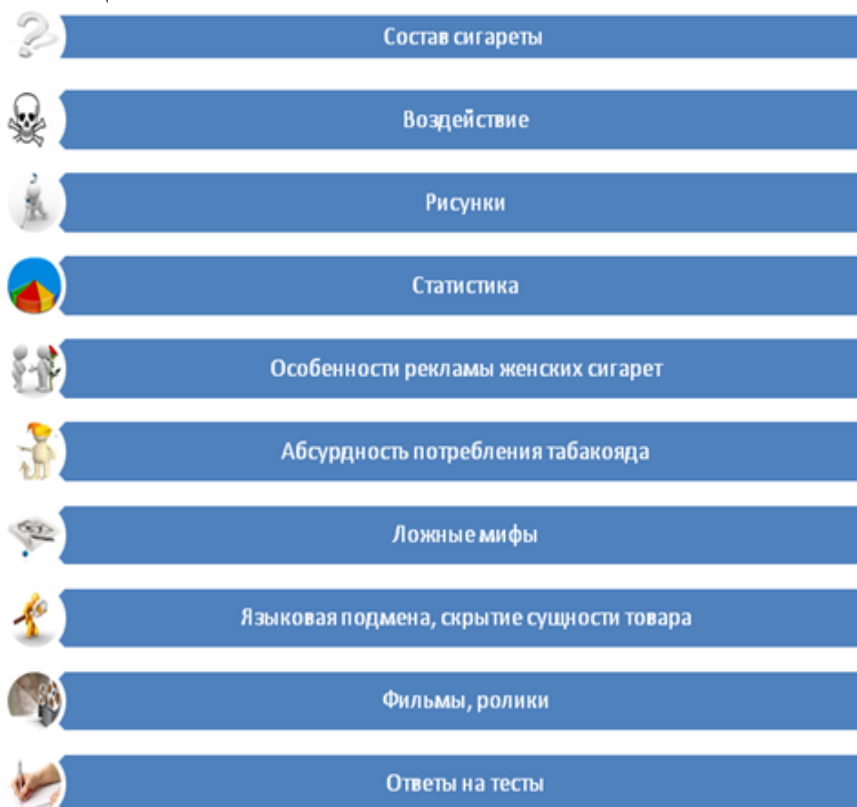 Состав сигареты
Воздействие
Рисунки
Статистика
Особенности рекламы женских сигарет
Абсурдность потребления табакояда
Ложные мифы
Языковая подмена, скрытие сущности товара
Фильмы, ролики
Ответы на тесты